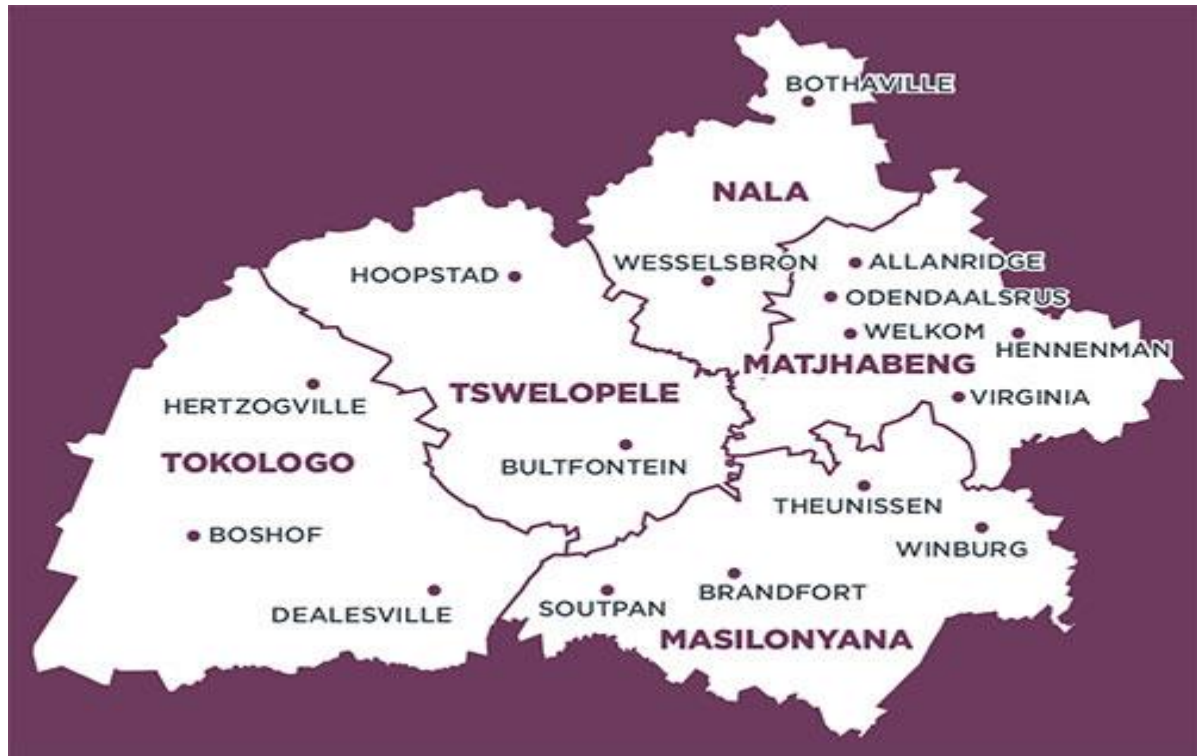 BOTHAVILLE
NALA
WESSELSBRON
ALLANRIDGE
HOOPSTAD
ODENDAALSRUS
WELKOM
HENNENMAN
MATJHABENG
TSWELOPELE
VIRGINIA
HERTZOGVILLE
TOKOLOGO
BULTFONTEIN
THEUNISSEN
BOSHOF
WINBURG
BRANDFORT
DEALESVILLE
SOUTPAN
MASILONYANA